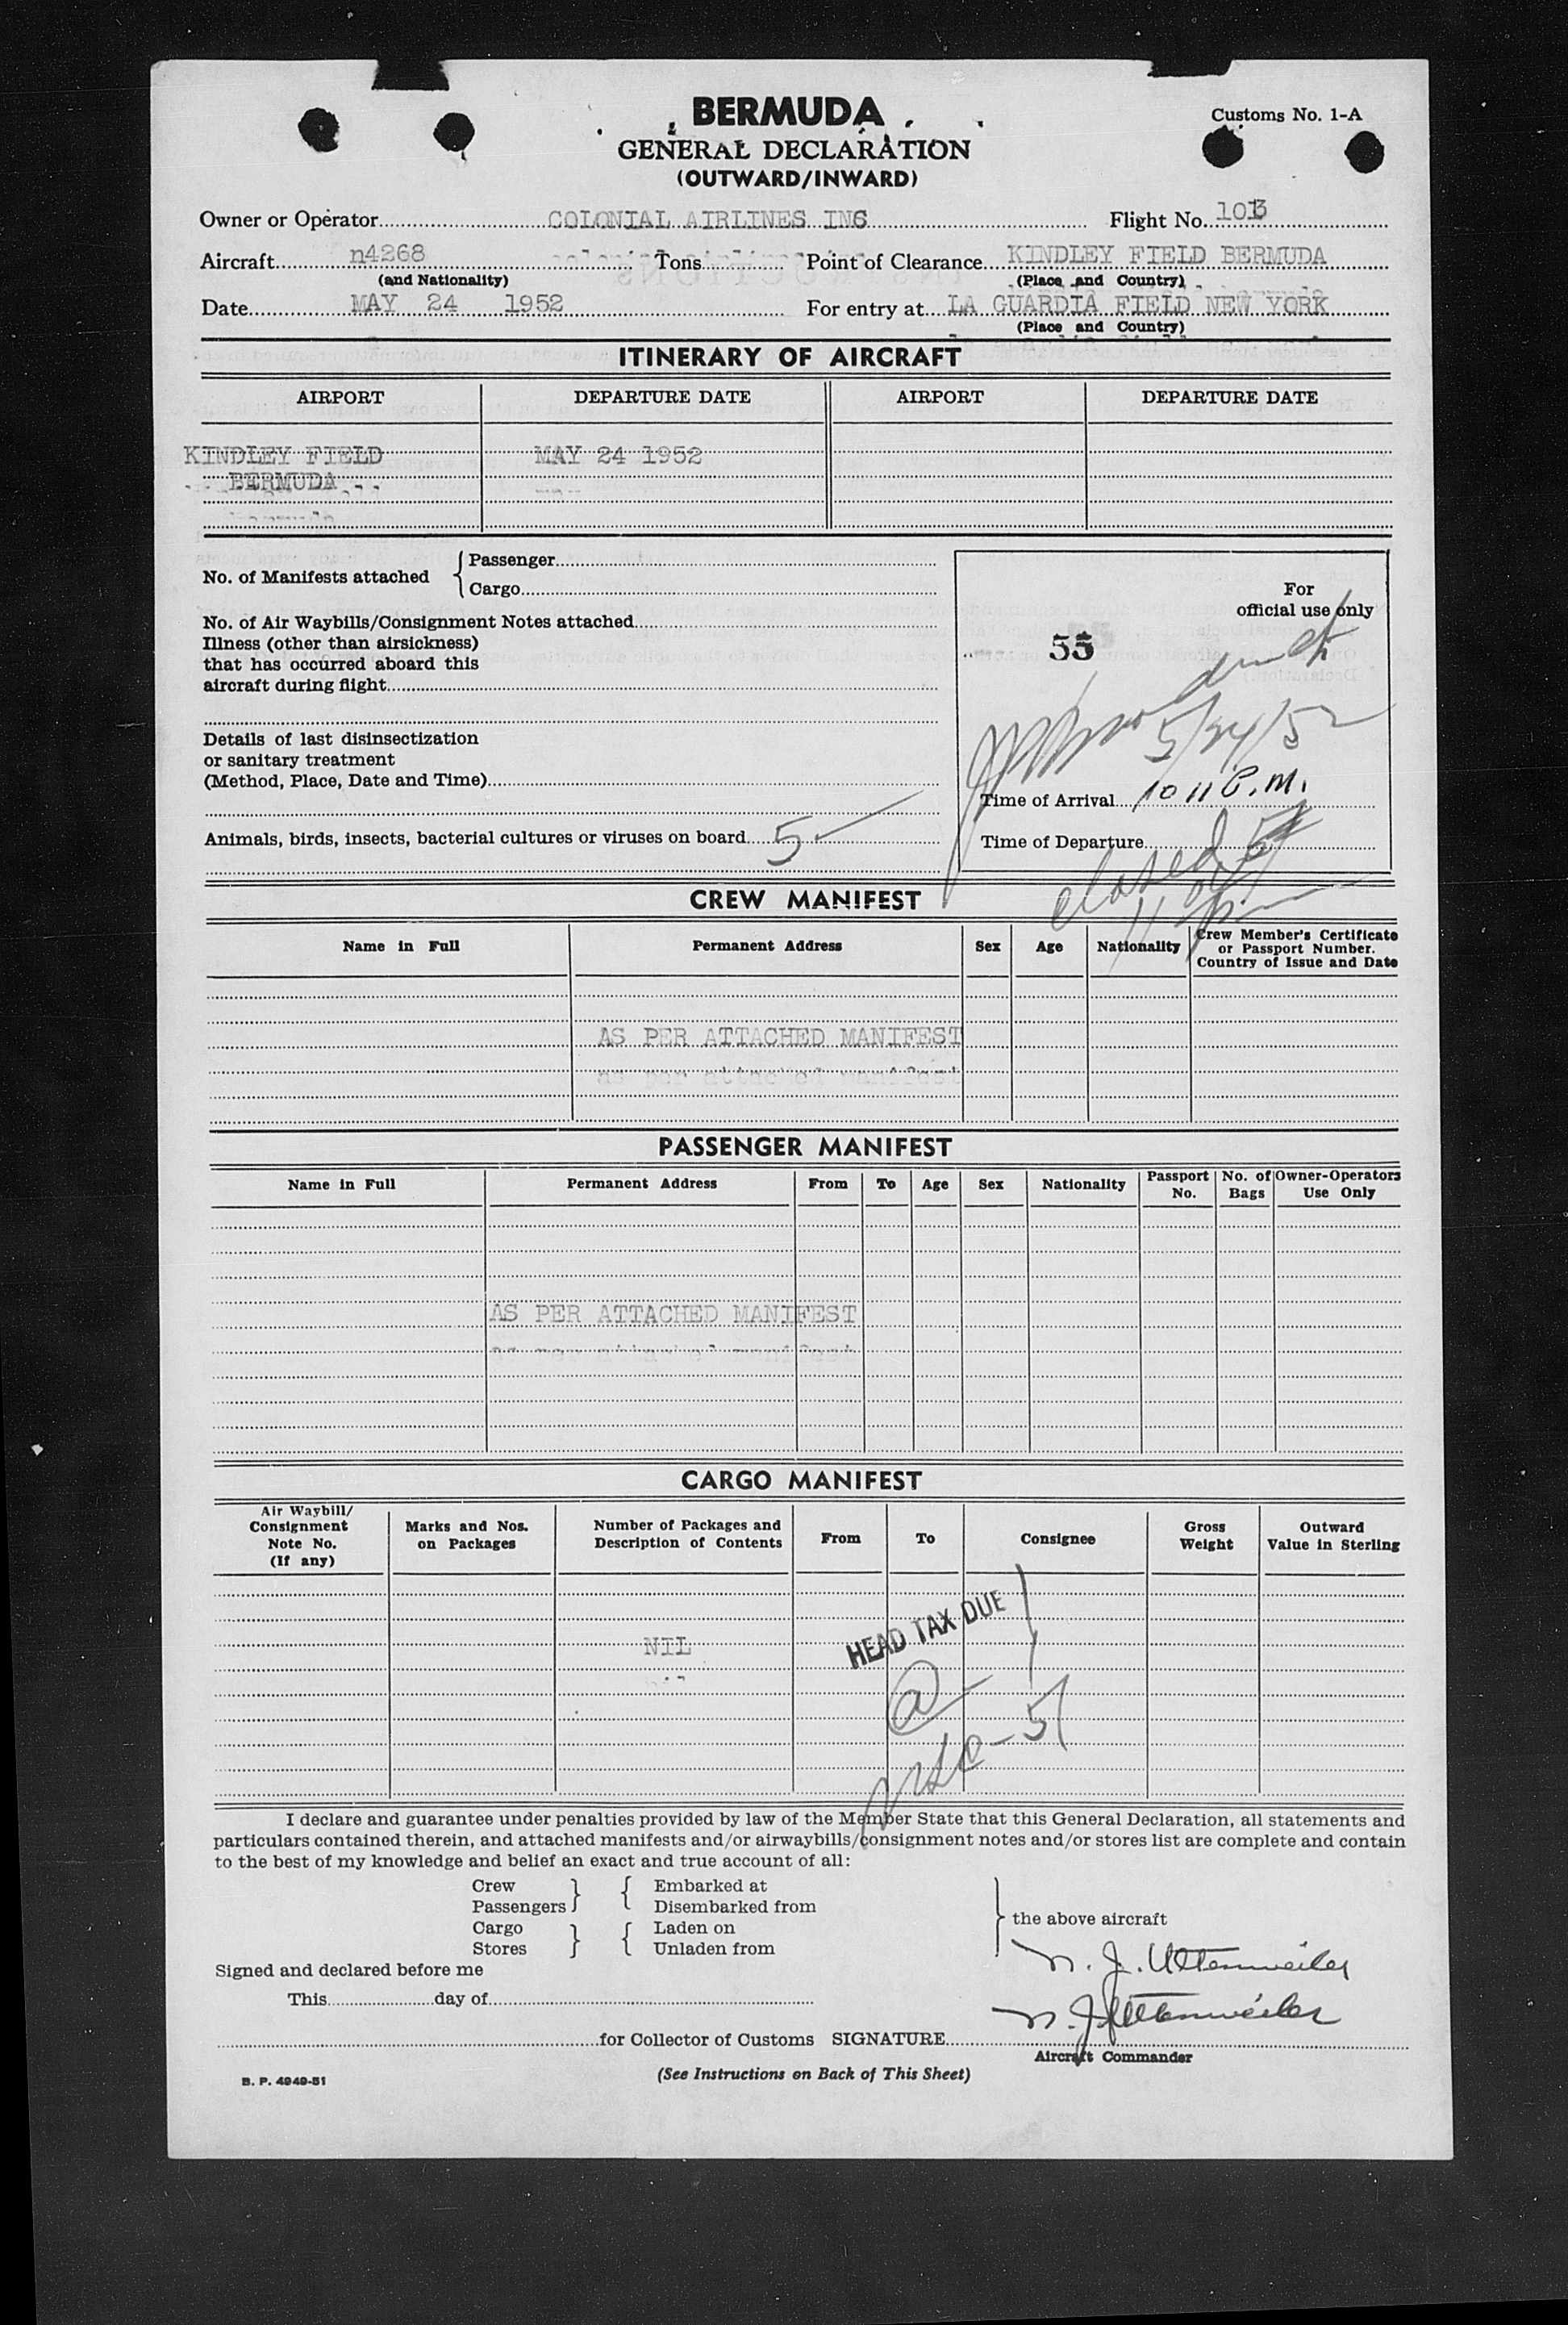 BERMUDA
Customs No. 1-A
GENERAL DECLARATION
(OUTWARD/INWARD)
Owner or Operator COLONIAL AIRLINES INC Flight No. 1013
Aircraft n4268 Tons Point of Clearance KINDLEY FIELD BERMUDA
(and Nationality) (Place and Country)
Date MAY 24 1952 For entry at LA GUARDIA FIELD NEW YORK
(Place and Country)
ITINERARY OF AIRCRAFT
AIRPORT DEPARTURE DATE AIRPORT DEPARTURE DATE
KINDLEY FIELD MAY 24 1952
BERMUDA
No. of Manifests attached { Passenger
Cargo
For
official use only
No. of Air Waybills/Consignment Notes attached
Illness (other than airsickness)
that has occurred aboard this
aircraft during flight
55
5/24/52
Details of last disinsectization
or sanitary treatment
(Method, Place, Date and Time)
Time of Arrival 10 11 P.M.
Animals, birds, insects, bacterial cultures or viruses on board 5
Time of Departure
closed
CREW MANIFEST
Name in Full Permanent Address Sex Age Nationality Crew Member's Certificate
or Passport Number.
Country of Issue and Date
AS PER ATTACHED MANIFEST
as per attached manifest
PASSENGER MANIFEST
Name in Full Permanent Address From To Age Sex Nationality Passport No. No. of Bags Owner-Operators Use Only
AS PER ATTACHED MANIFEST
CARGO MANIFEST
Air Waybill/
Consignment
Note No.
(If any)
Marks and Nos.
on Packages
Number of Packages and
Description of Contents
From To Consignee
Gross
Weight
Outward
Value in Sterling
HEAD TAX DUE
NIL
I declare and guarantee under penalties provided by law of the Member State that this General Declaration, all statements and
particulars contained therein, and attached manifests and/or airwaybills/consignment notes and/or stores list are complete and contain
to the best of my knowledge and belief an exact and true account of all:
Crew } { Embarked at
Passengers Disembarked from
Cargo } { Laden on
Stores Unladen from
} the above aircraft
N. J. Uttenweiler
Signed and declared before me
This day of
N. J. Uttenweiler
for Collector of Customs SIGNATURE
Aircraft Commander
(See Instructions on Back of This Sheet)
B. P. 4949-51